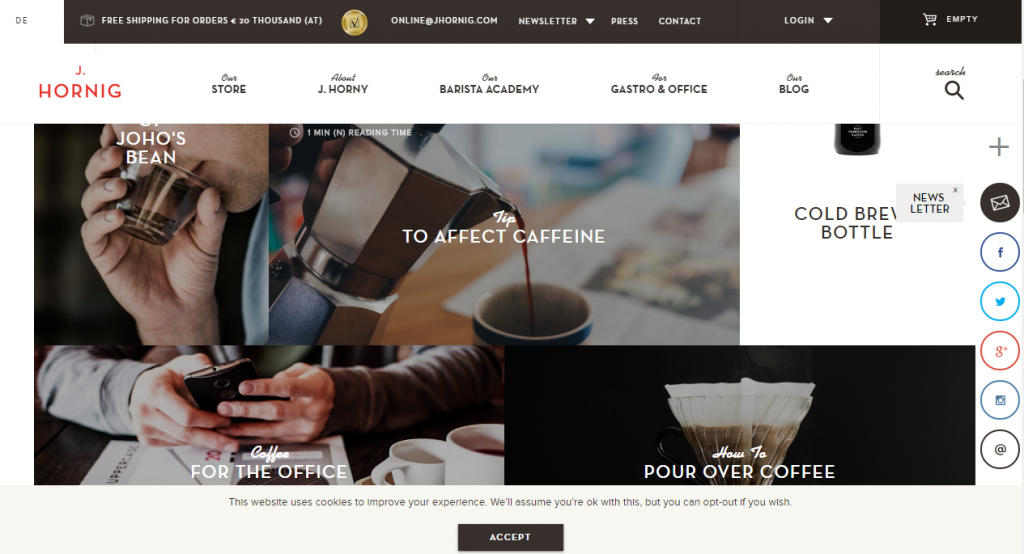 DE
FREE SHIPPING FOR ORDERS € 20 THOUSAND (AT)
ONLINE@JHORNIG.COM
NEWSLETTER
PRESS
CONTACT
LOGIN
EMPTY
J.
HORNIG
Our
STORE
About
J. HORNY
Our
BARISTA ACADEMY
For
GASTRO & OFFICE
Our
BLOG
search
JOHO'S
BEAN
1 MIN (N) READING TIME
Tip
TO AFFECT CAFFEINE
COLD BREW
BOTTLE
x
NEWS
LETTER
f
g+
@
Coffee
FOR THE OFFICE
How To
POUR OVER COFFEE
This website uses cookies to improve your experience. We'll assume you're ok with this, but you can opt-out if you wish.
ACCEPT